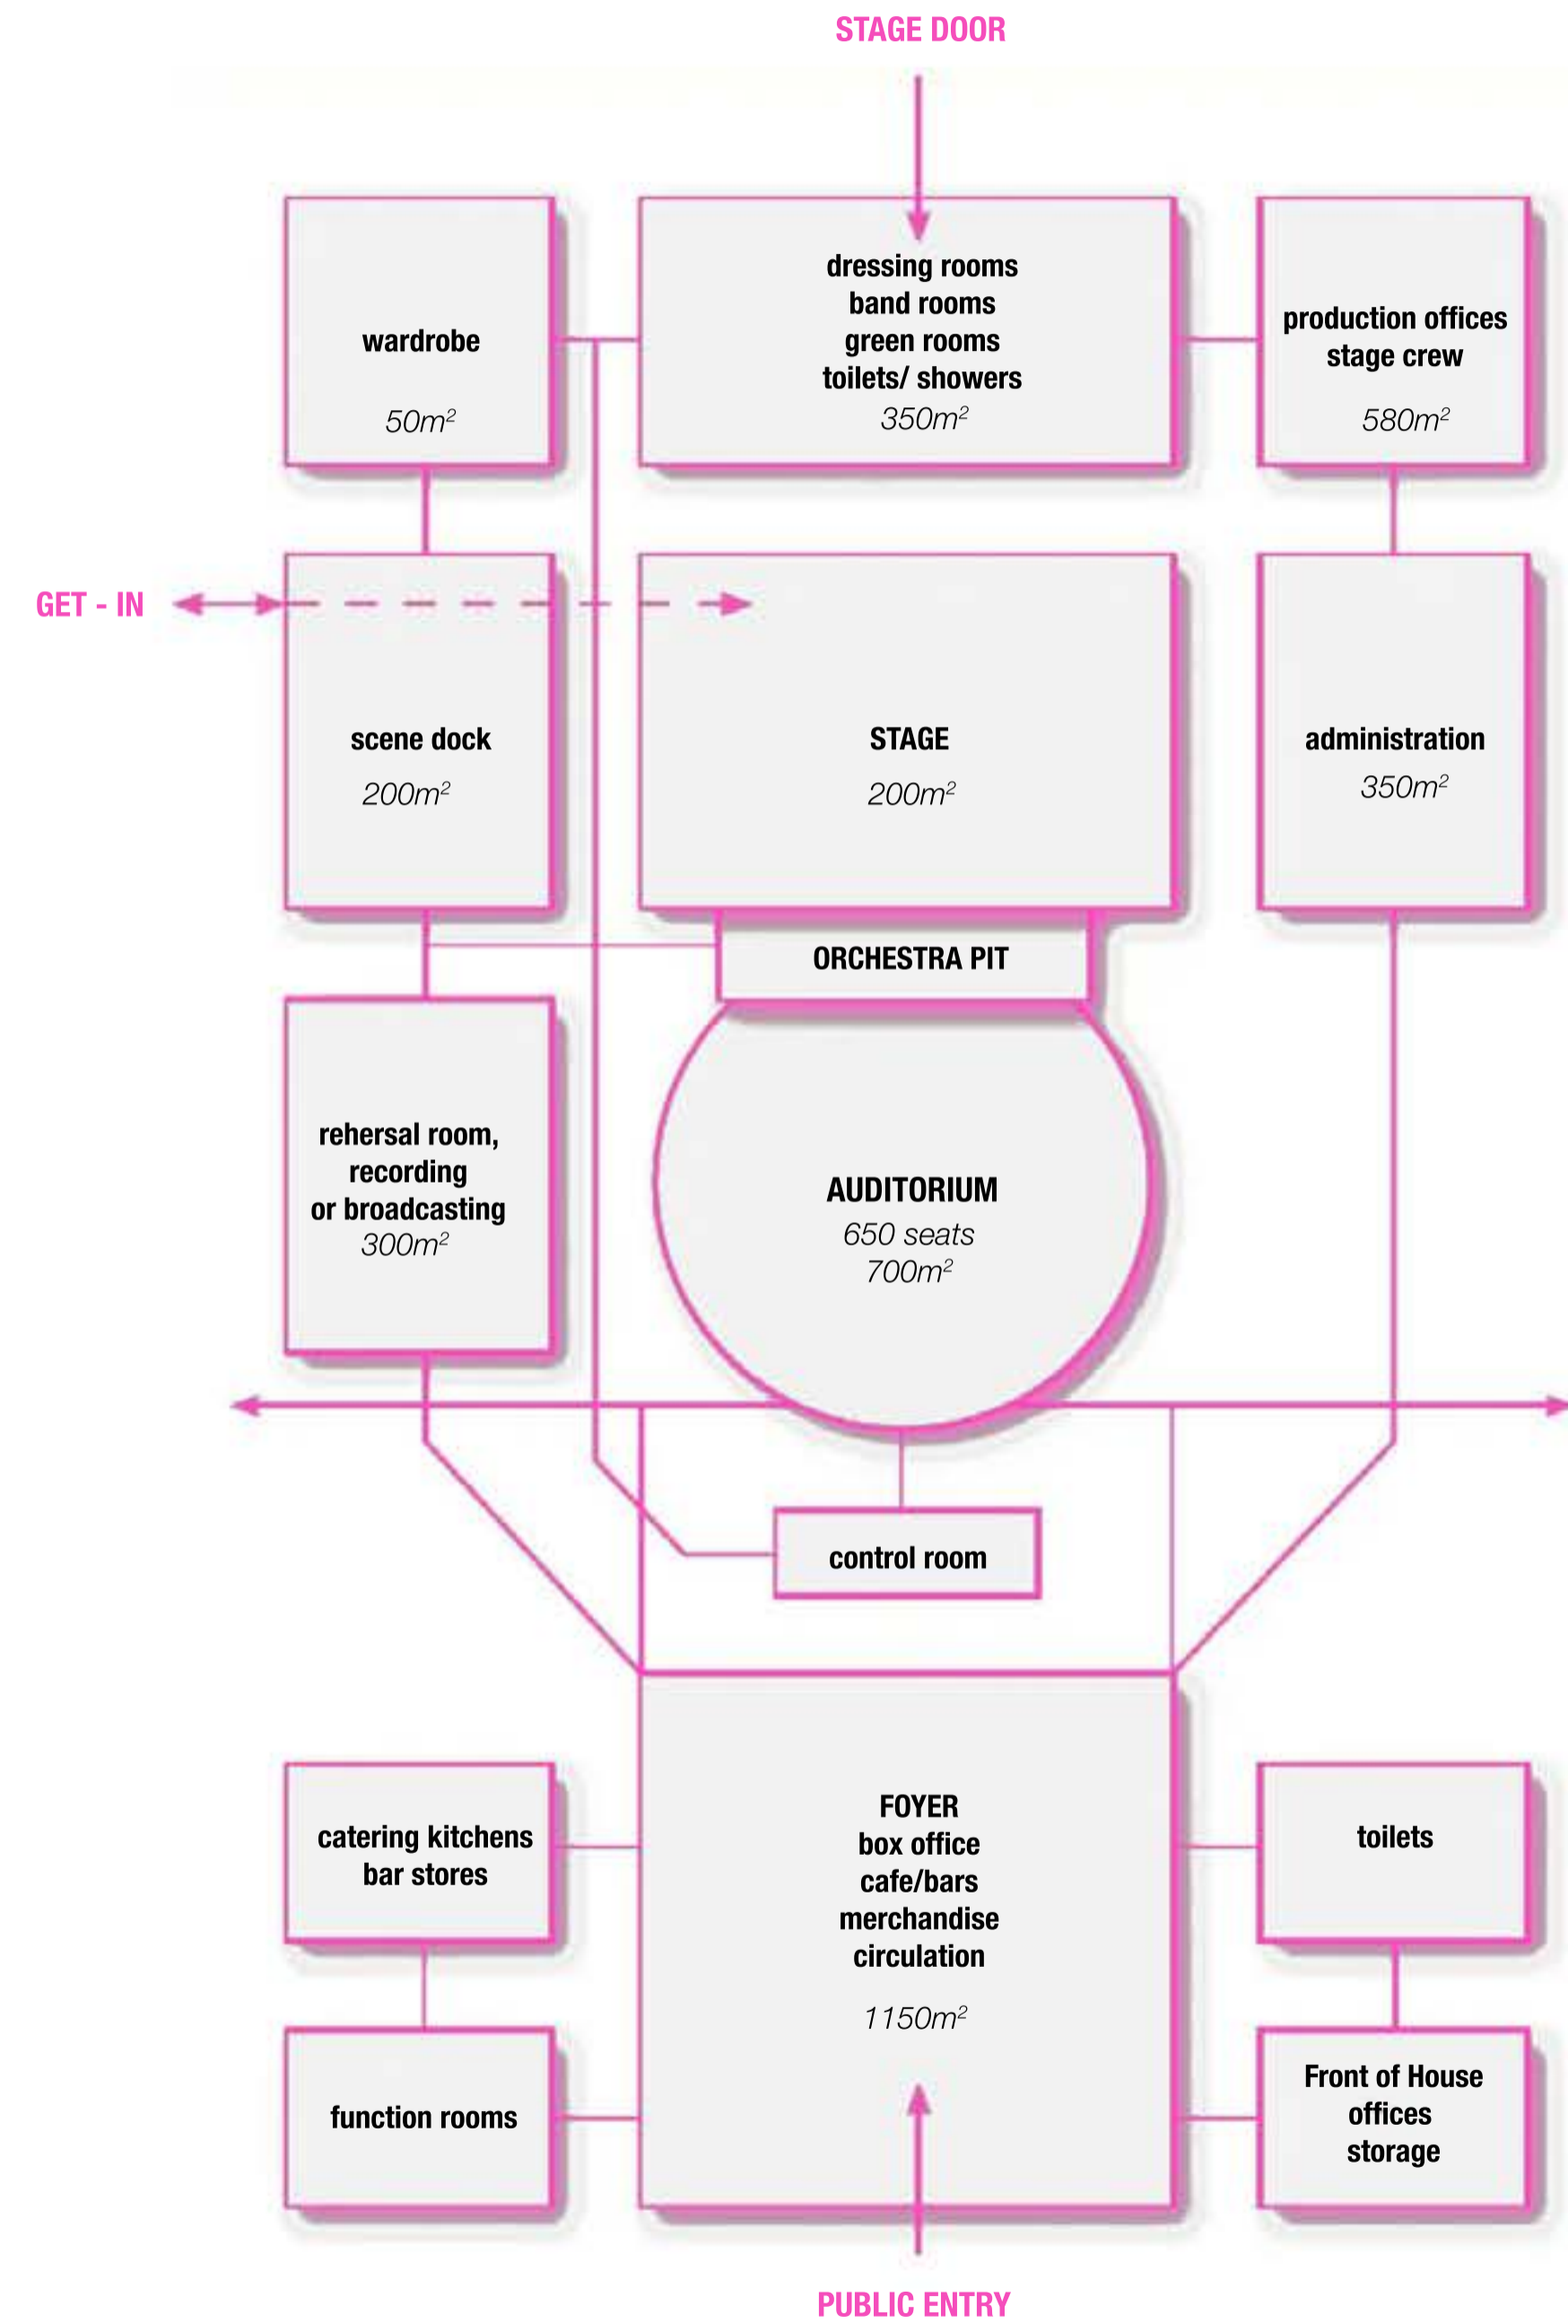 STAGE DOOR
wardrobe
50m²
dressing rooms
band rooms
green rooms
toilets/ showers
350m²
production offices
stage crew
580m²
GET - IN
scene dock
200m²
STAGE
200m²
administration
350m²
ORCHESTRA PIT
rehersal room,
recording
or broadcasting
300m²
AUDITORIUM
650 seats
700m²
control room
catering kitchens
bar stores
FOYER
box office
cafe/bars
merchandise
circulation
1150m²
toilets
function rooms
Front of House
offices
storage
PUBLIC ENTRY